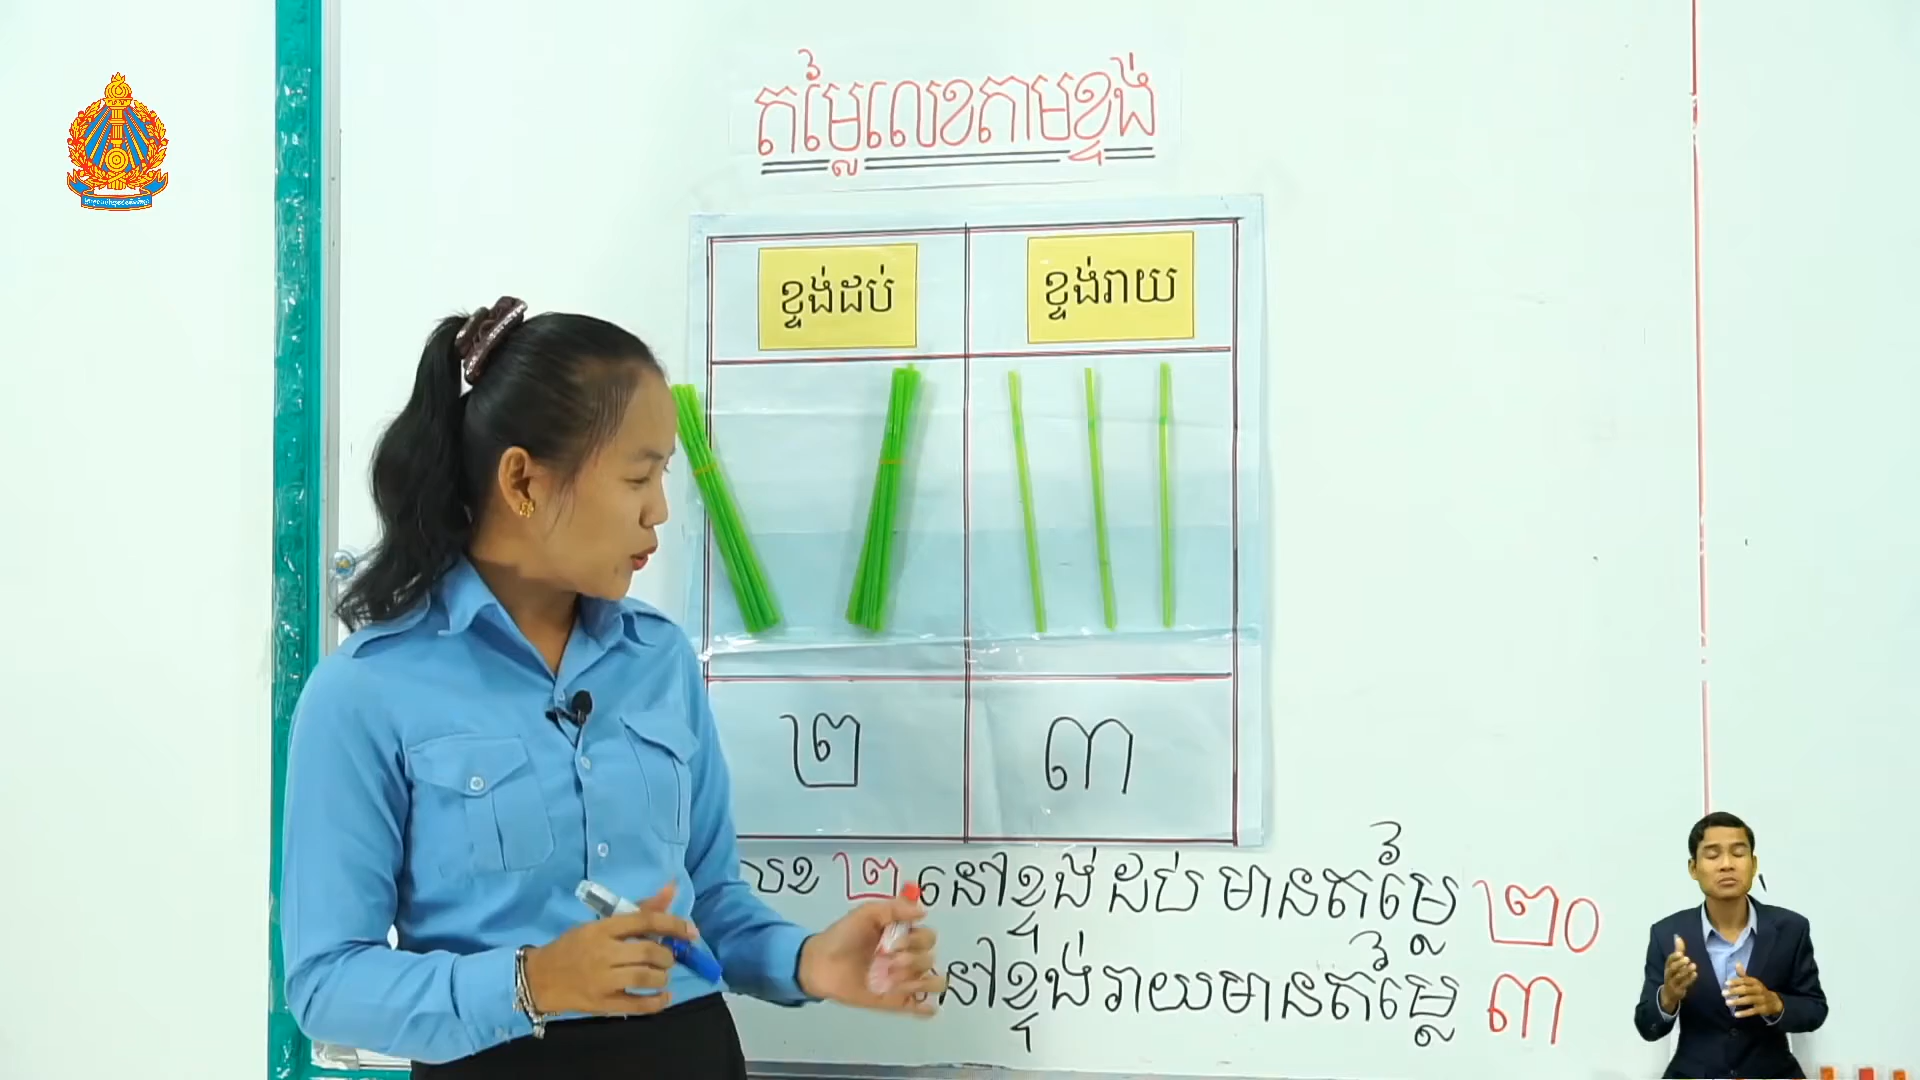 តម្លៃលេខតាមខ្ទង់
ខ្ទង់ដប់ ខ្ទង់រាយ
២ ៣
លេខ ២ នៅខ្ទង់ ដប់ មានតម្លៃ ២០
នៅខ្ទង់ រាយមានតម្លៃ ៣